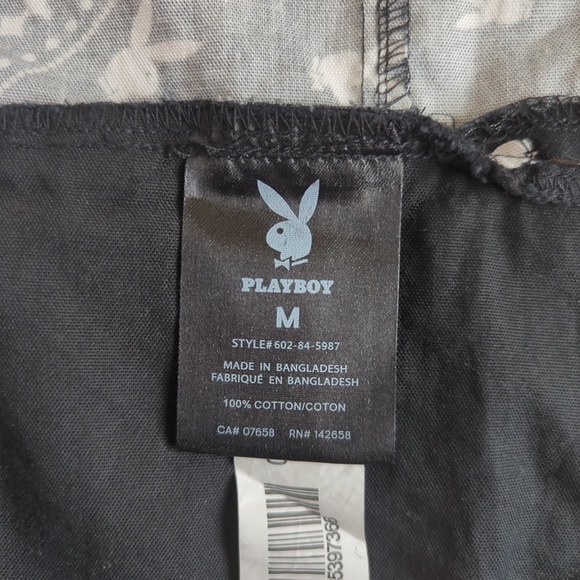 PLAYBOY
M
STYLE# 602-84-5987
MADE IN BANGLADESH
FABRIQUÉ EN BANGLADESH
100% COTTON/COTON
CA# 07658 RN# 142658